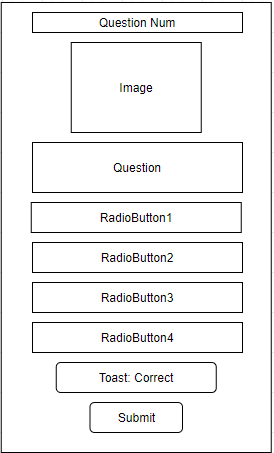 Question Num
Image
Question
RadioButton1
RadioButton2
RadioButton3
RadioButton4
Toast: Correct
Submit